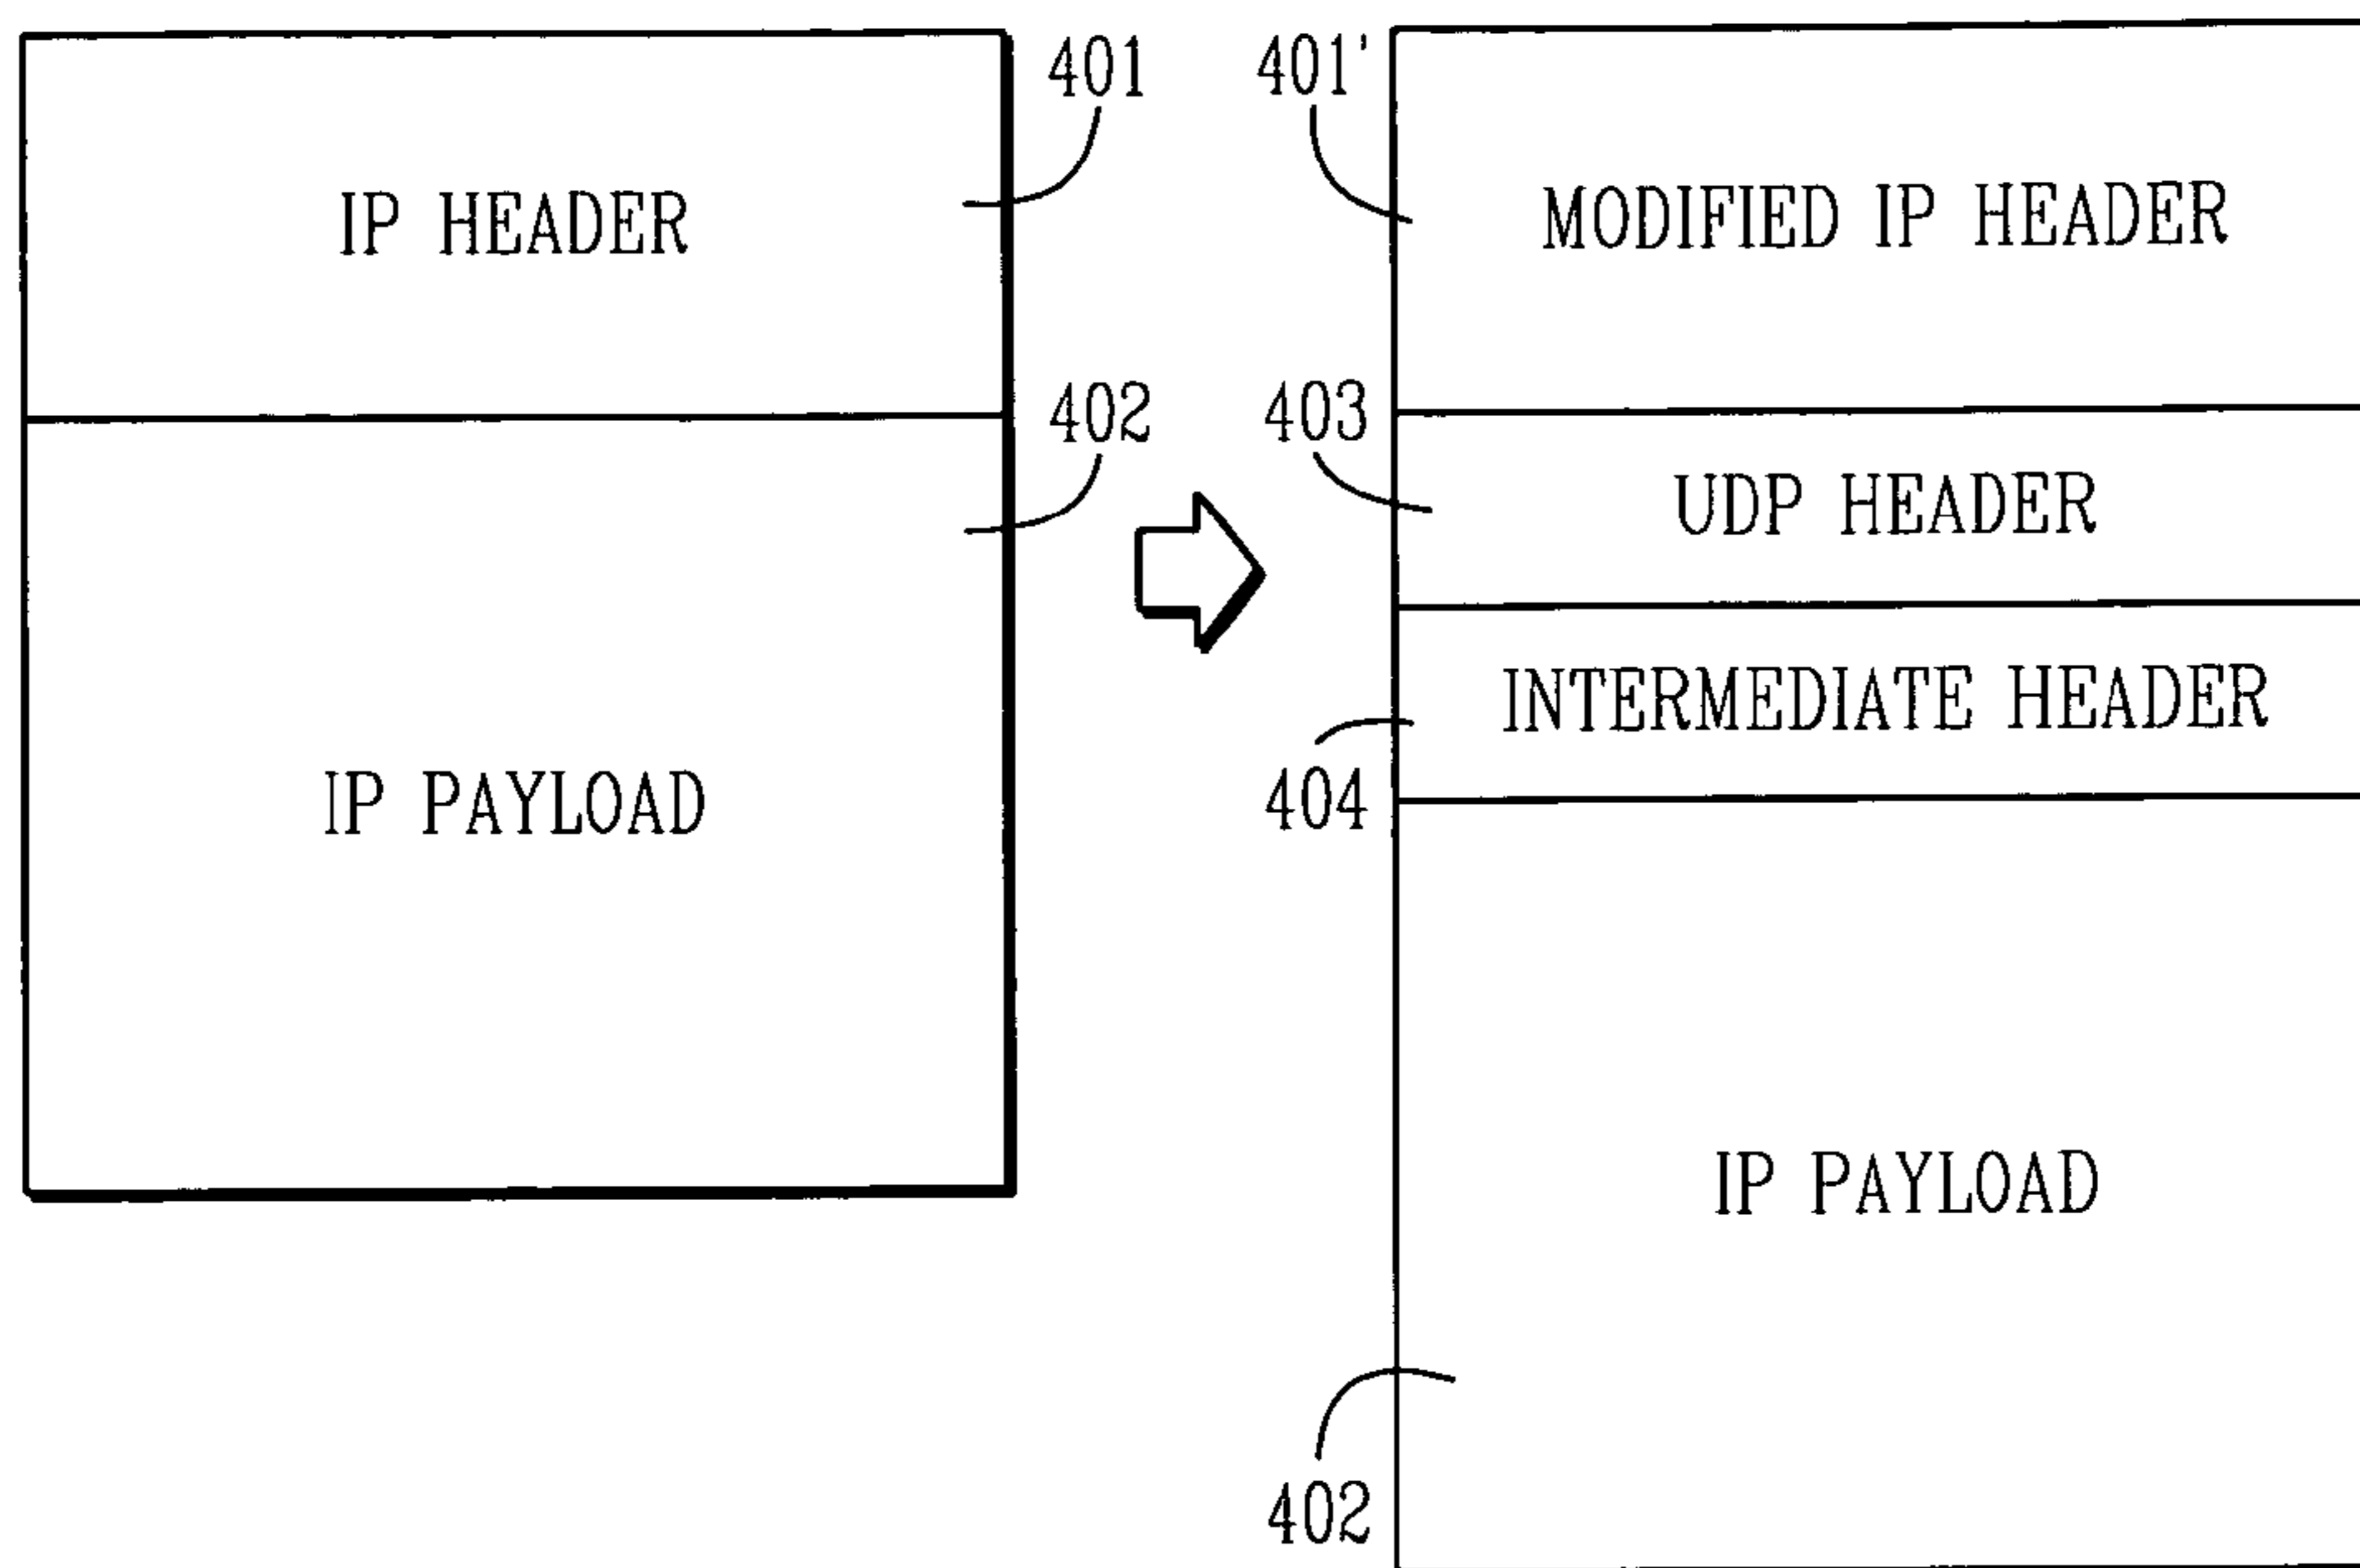 401
IP HEADER
402
IP PAYLOAD
401'
MODIFIED IP HEADER
403
UDP HEADER
INTERMEDIATE HEADER
404
IP PAYLOAD
402